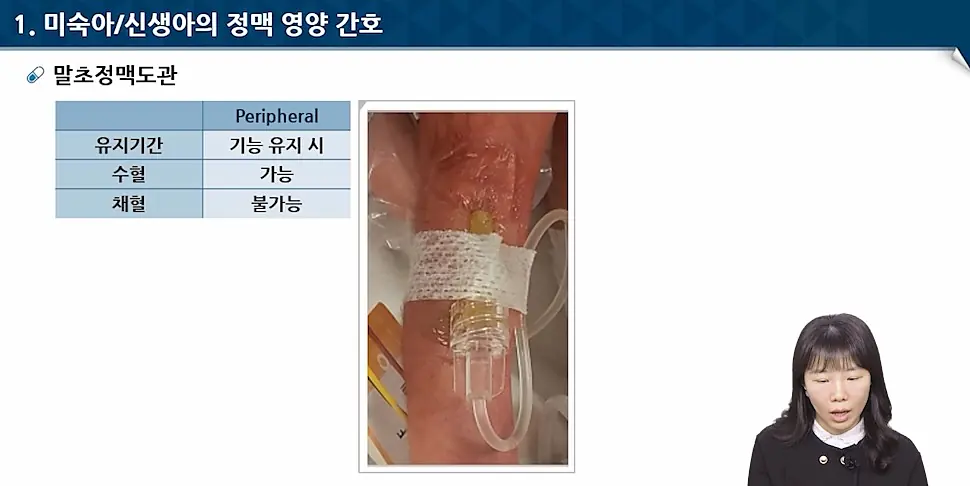 1. 미숙아/신생아의 정맥 영양 간호
말초정맥도관
Peripheral
유지기간 기능 유지 시
수혈 가능
채혈 불가능